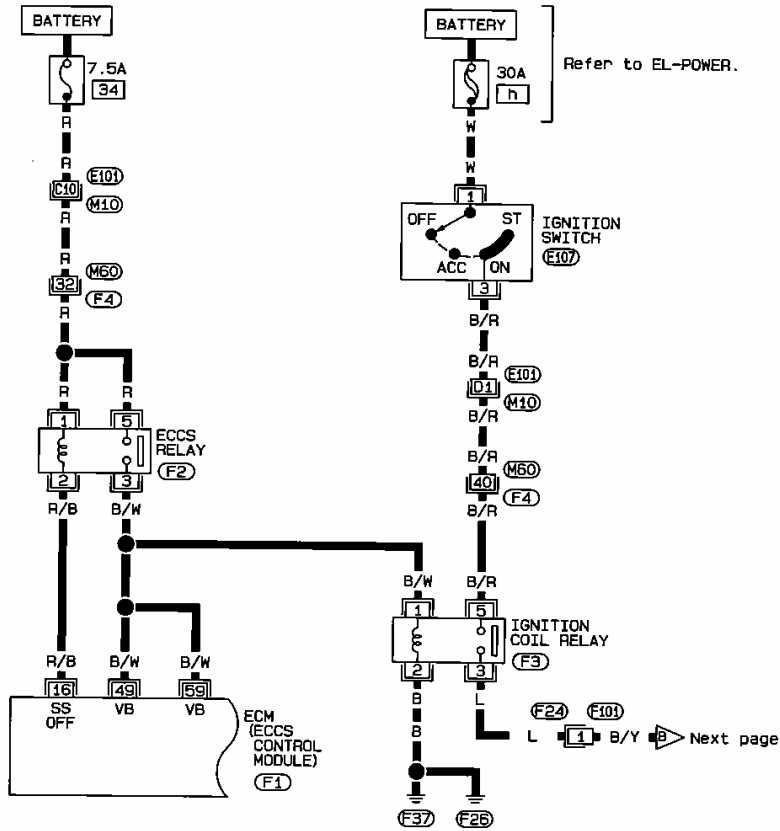 BATTERY
7.5A
34
R
R
C10
E101
M10
R
R
32
M60
F4
R
R
R
1
5
ECCS
RELAY
F2
2
3
R/B
B/W
R/B
B/W
B/W
16
49
59
SS
OFF
VB
VB
ECM
(ECCS
CONTROL
MODULE)
F1
BATTERY
30A
h
Refer to EL-POWER.
W
W
1
OFF
ST
ACC
ON
IGNITION
SWITCH
E107
3
B/R
B/R
D1
E101
M10
B/R
B/R
40
M60
F4
B/R
B/W
B/R
1
5
IGNITION
COIL RELAY
F3
2
3
B
L
B
L
F24
F101
1
B/Y
B
Next page
F37
F26